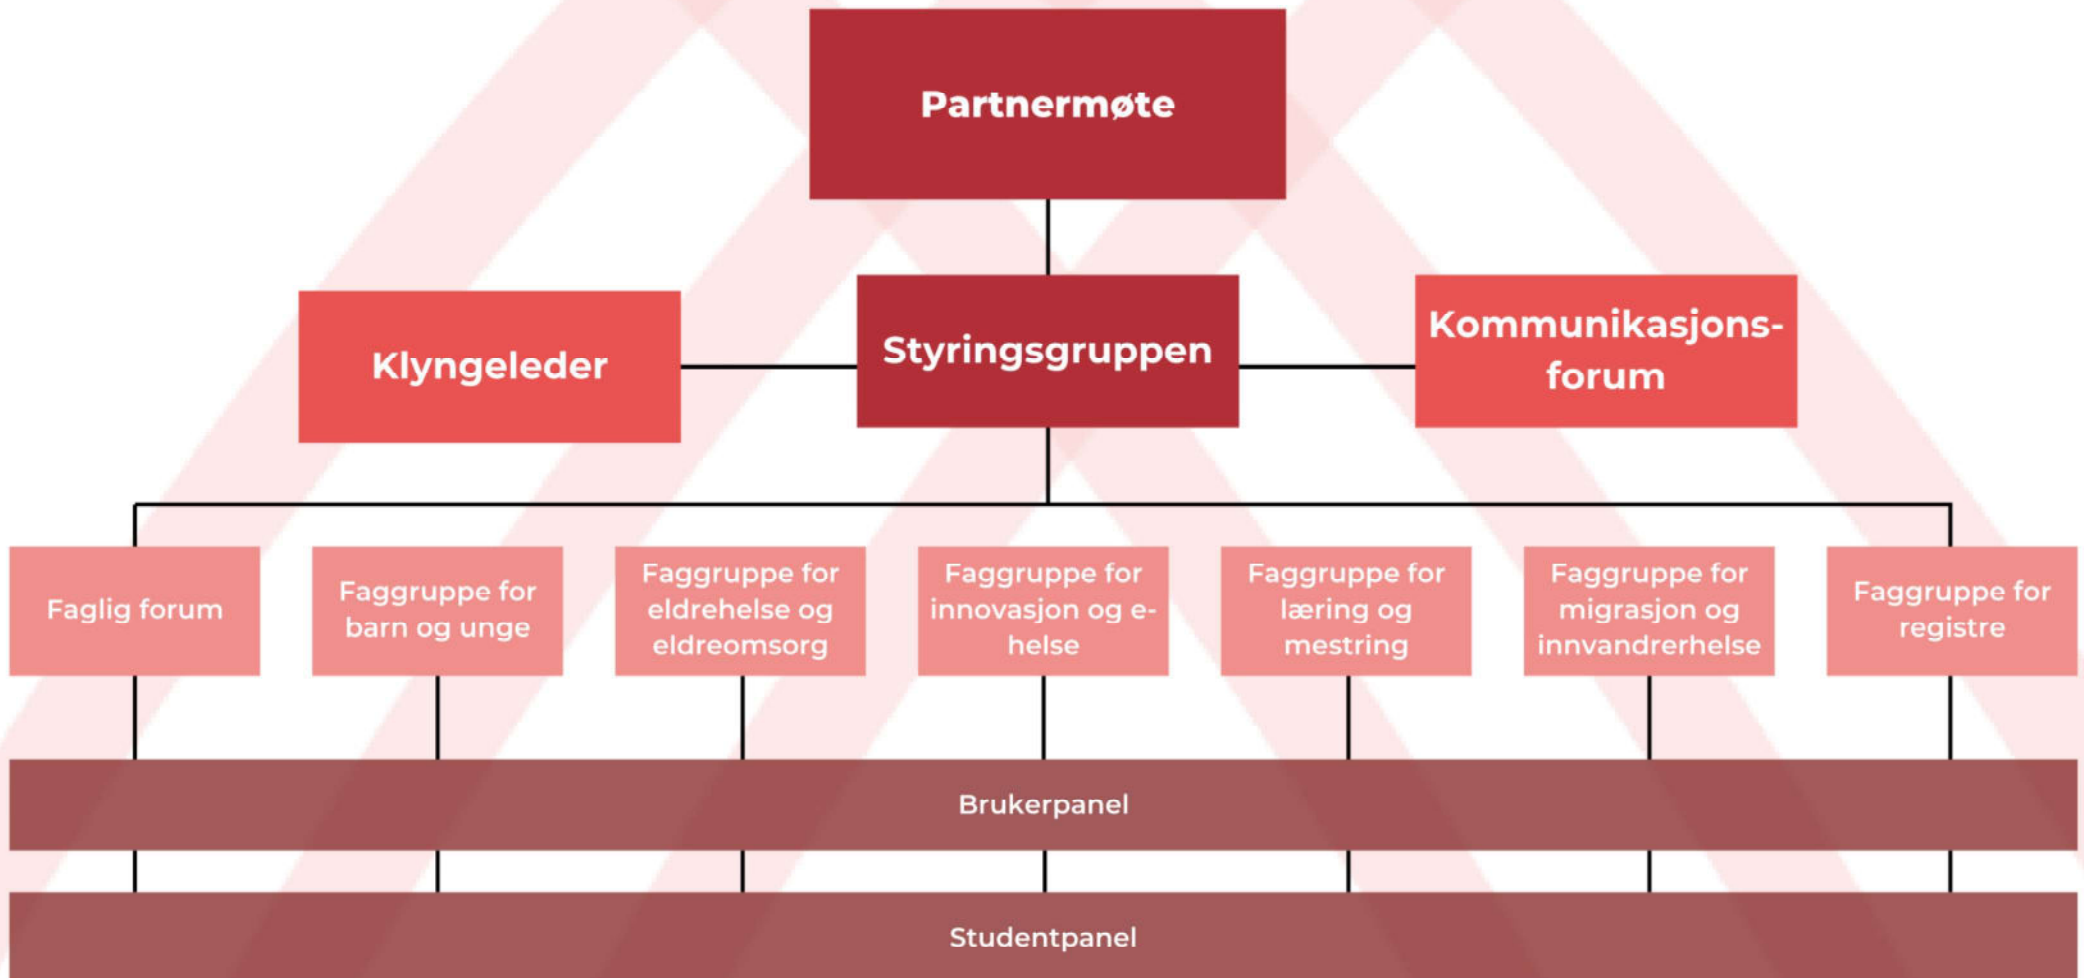 Partnermøte
Klyngeleder
Styringsgruppen
Kommunikasjons-
forum
Faglig forum
Faggruppe for
barn og unge
Faggruppe for
eldrehelse og
eldreomsorg
Faggruppe for
innovasjon og e-
helse
Faggruppe for
læring og
mestring
Faggruppe for
migrasjon og
innvandrerhelse
Faggruppe for
registre
Brukerpanel
Studentpanel